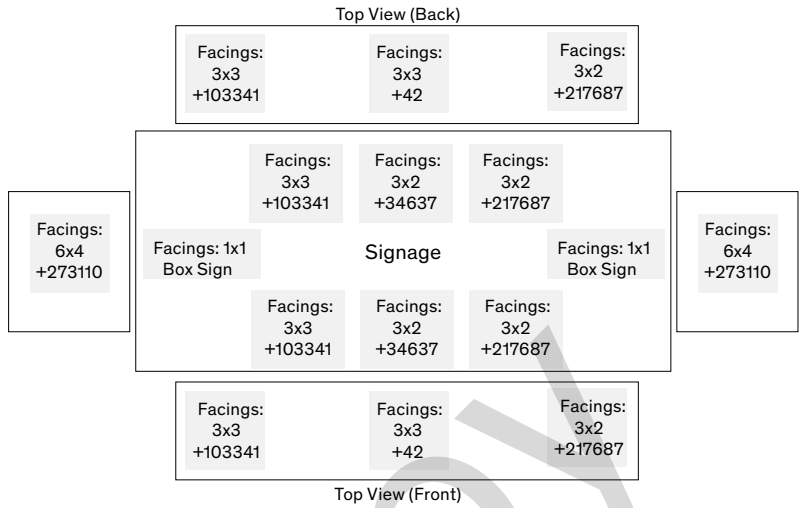 Top View (Back)
Facings:
3x3
+103341
Facings:
3x3
+42
Facings:
3x2
+217687
Facings:
3x3
+103341
Facings:
3x2
+34637
Facings:
3x2
+217687
Facings:
6x4
+273110
Facings: 1x1
Box Sign
Signage
Facings: 1x1
Box Sign
Facings:
6x4
+273110
Facings:
3x3
+103341
Facings:
3x2
+34637
Facings:
3x2
+217687
Facings:
3x3
+103341
Facings:
3x3
+42
Facings:
3x2
+217687
Top View (Front)